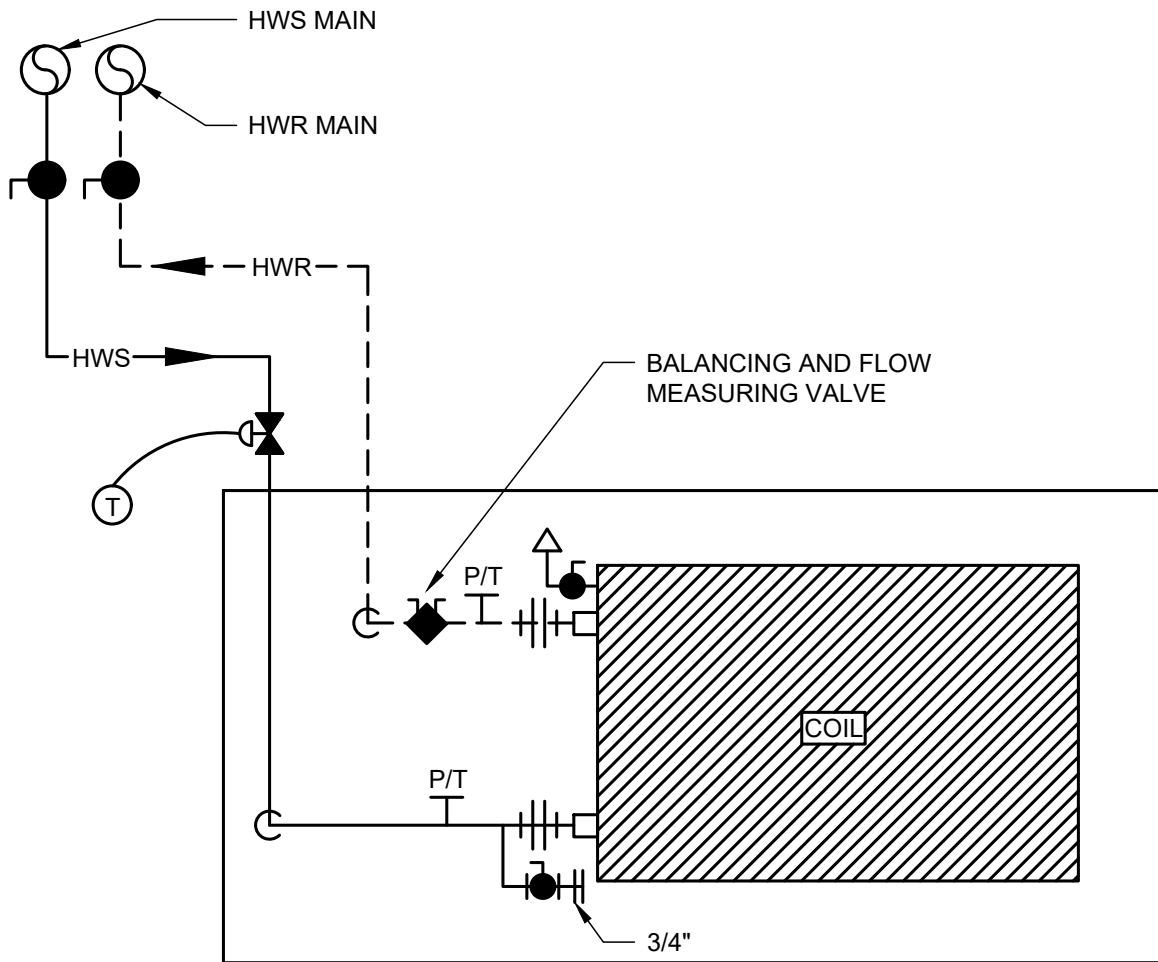 HWS MAIN
HWR MAIN
HWR
HWS
BALANCING AND FLOW
MEASURING VALVE
T
P/T
COIL
P/T
3/4"